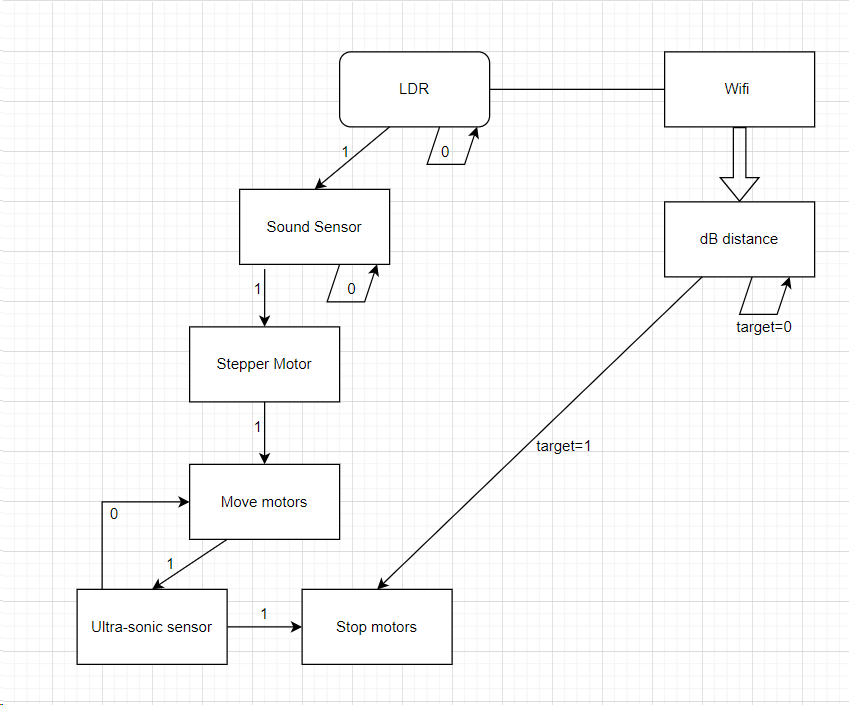 LDR
Wifi
1
0
Sound Sensor
dB distance
1
0
target=0
Stepper Motor
1
target=1
Move motors
0
1
1
Ultra-sonic sensor
Stop motors